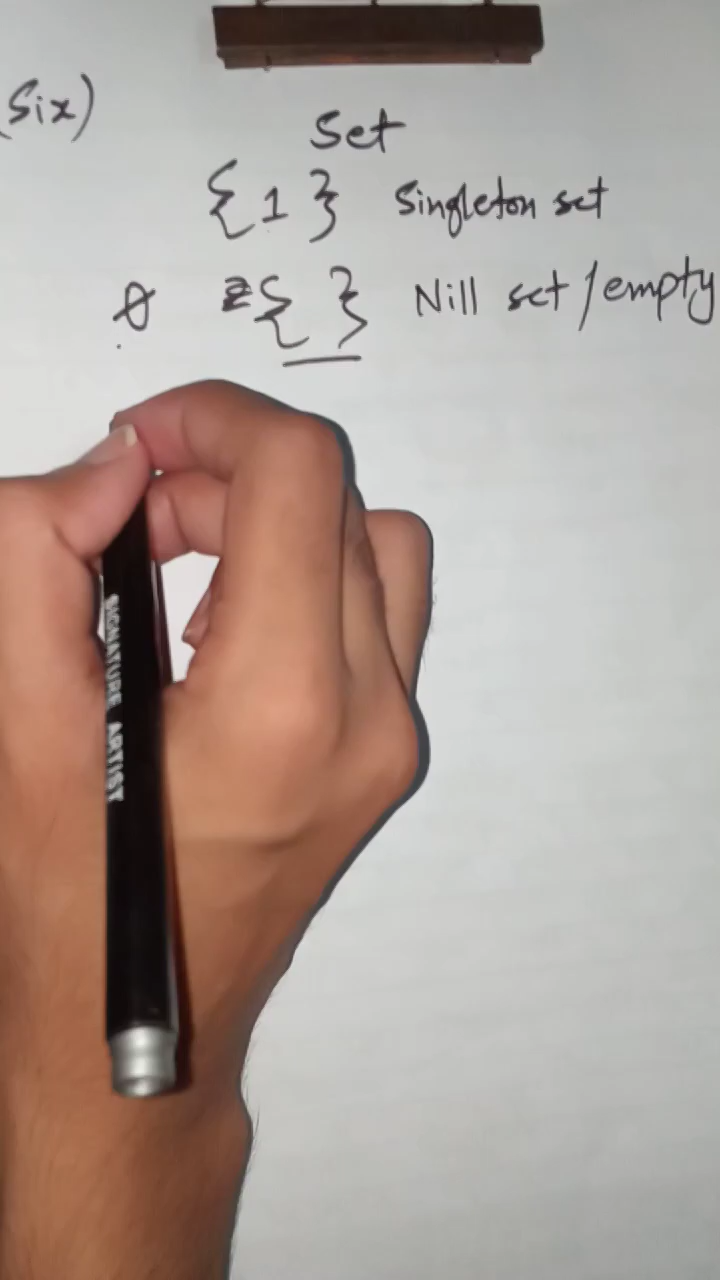 (Six)
Set
{1} Singleton set
∅ { } Nill set/empty
SIGNATURE ARTIST